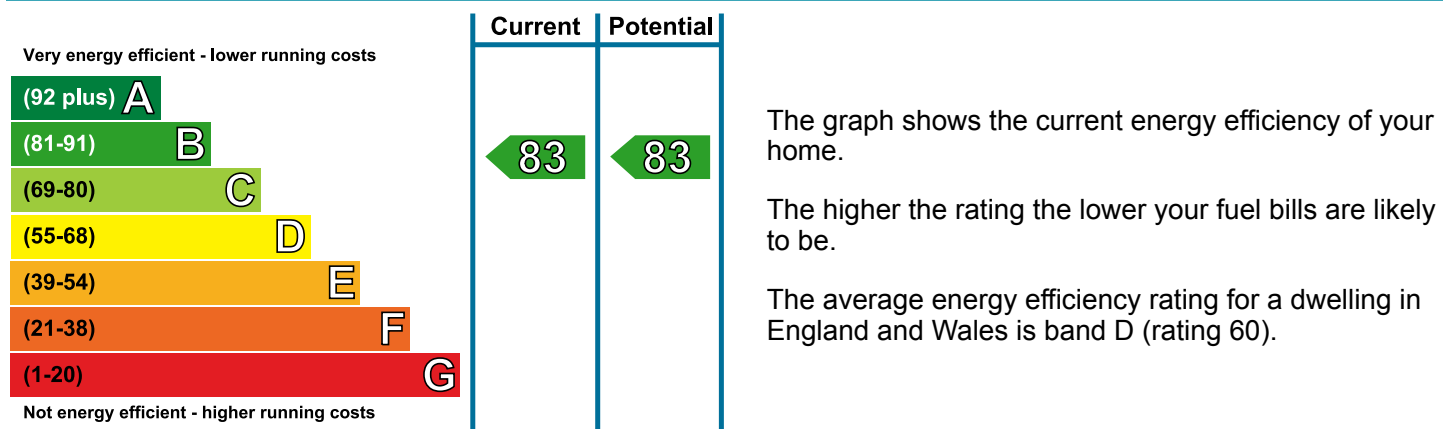 Current Potential
Very energy efficient - lower running costs
(92 plus) A
(81-91) B
83 83
(69-80) C
(55-68) D
(39-54) E
(21-38) F
(1-20) G
Not energy efficient - higher running costs
The graph shows the current energy efficiency of your
home.
The higher the rating the lower your fuel bills are likely
to be.
The average energy efficiency rating for a dwelling in
England and Wales is band D (rating 60).